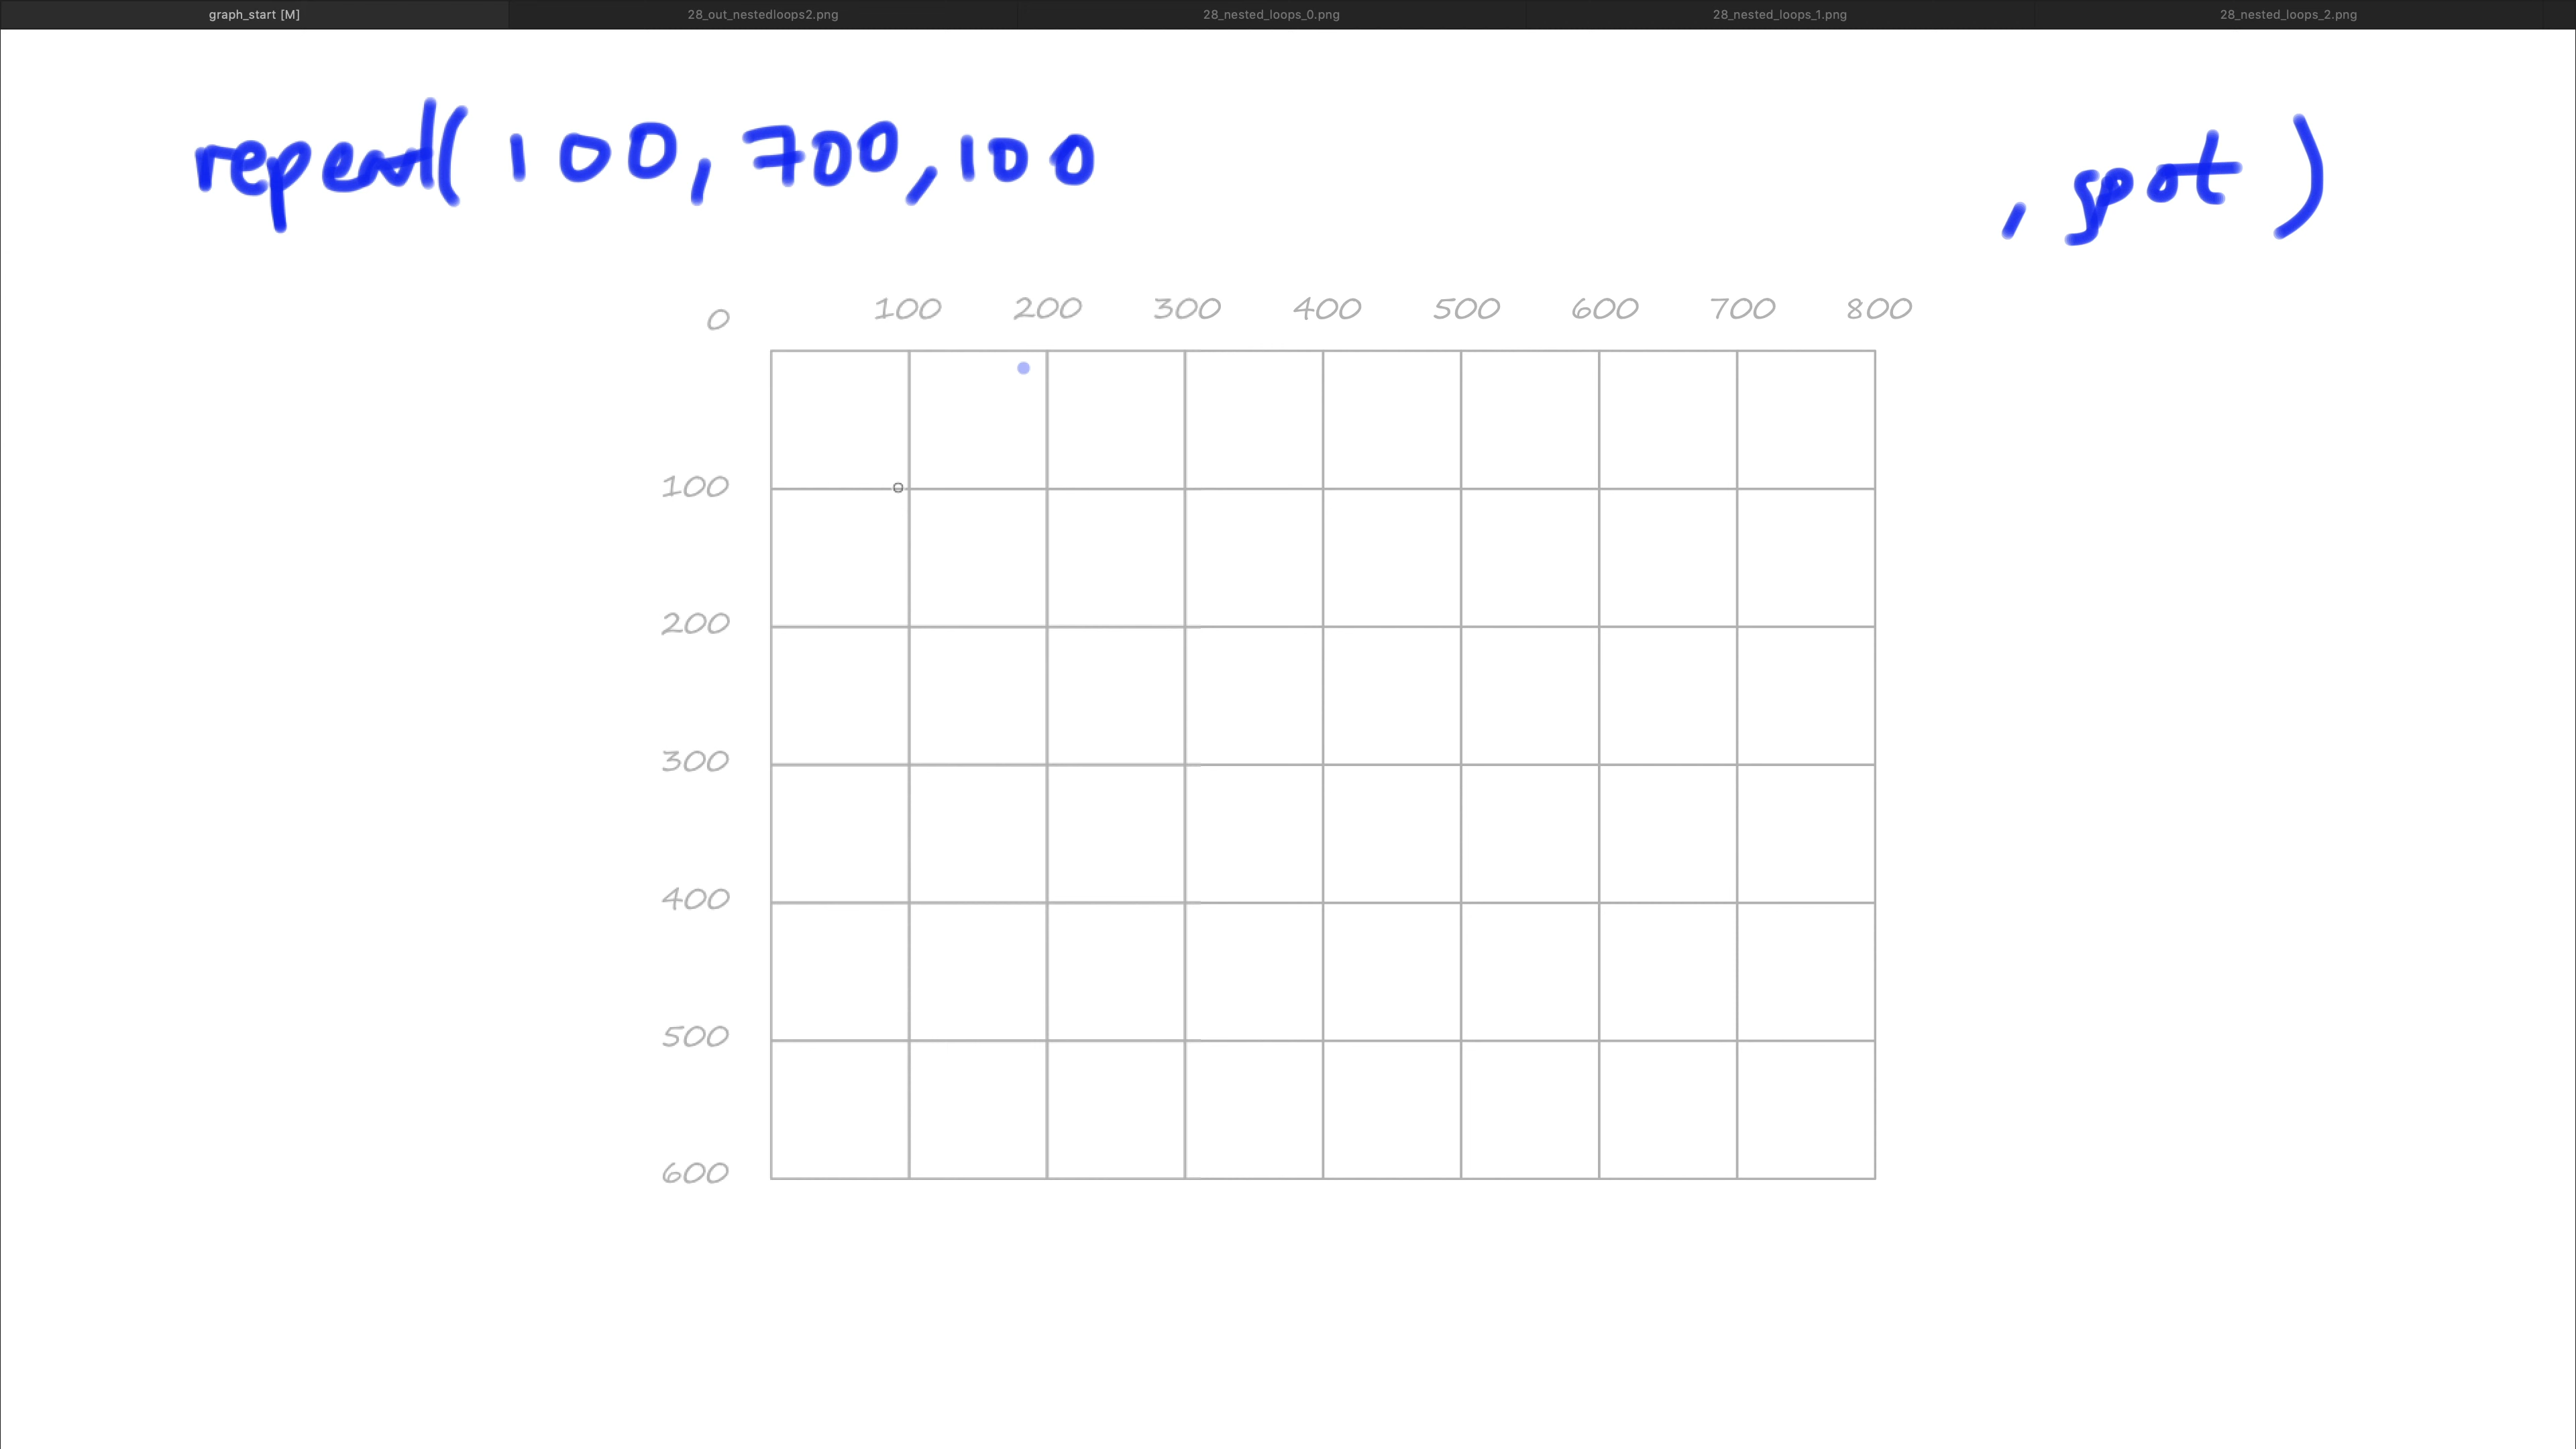 graph_start [M] 28_out_nestedloops2.png 28_nested_loops_0.png 28_nested_loops_1.png 28_nested_loops_2.png
repeat( 100, 700, 100 , spot )
0 100 200 300 400 500 600 700 800
100
200
300
400
500
600